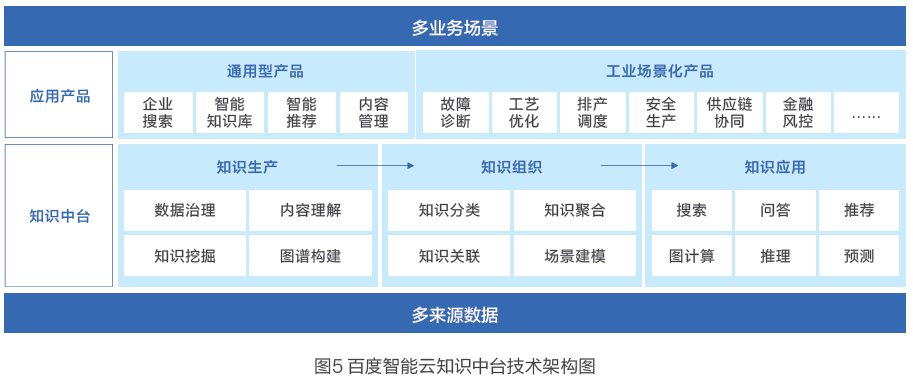 多业务场景
应用产品
通用型产品
工业场景化产品
企业
搜索
智能
知识库
智能
推荐
内容
管理
故障
诊断
工艺
优化
排产
调度
安全
生产
供应链
协同
金融
风控
……
知识中台
知识生产
知识组织
知识应用
数据治理
内容理解
知识分类
知识聚合
搜索
问答
推荐
知识挖掘
图谱构建
知识关联
场景建模
图计算
推理
预测
多来源数据
图5 百度智能云知识中台技术架构图